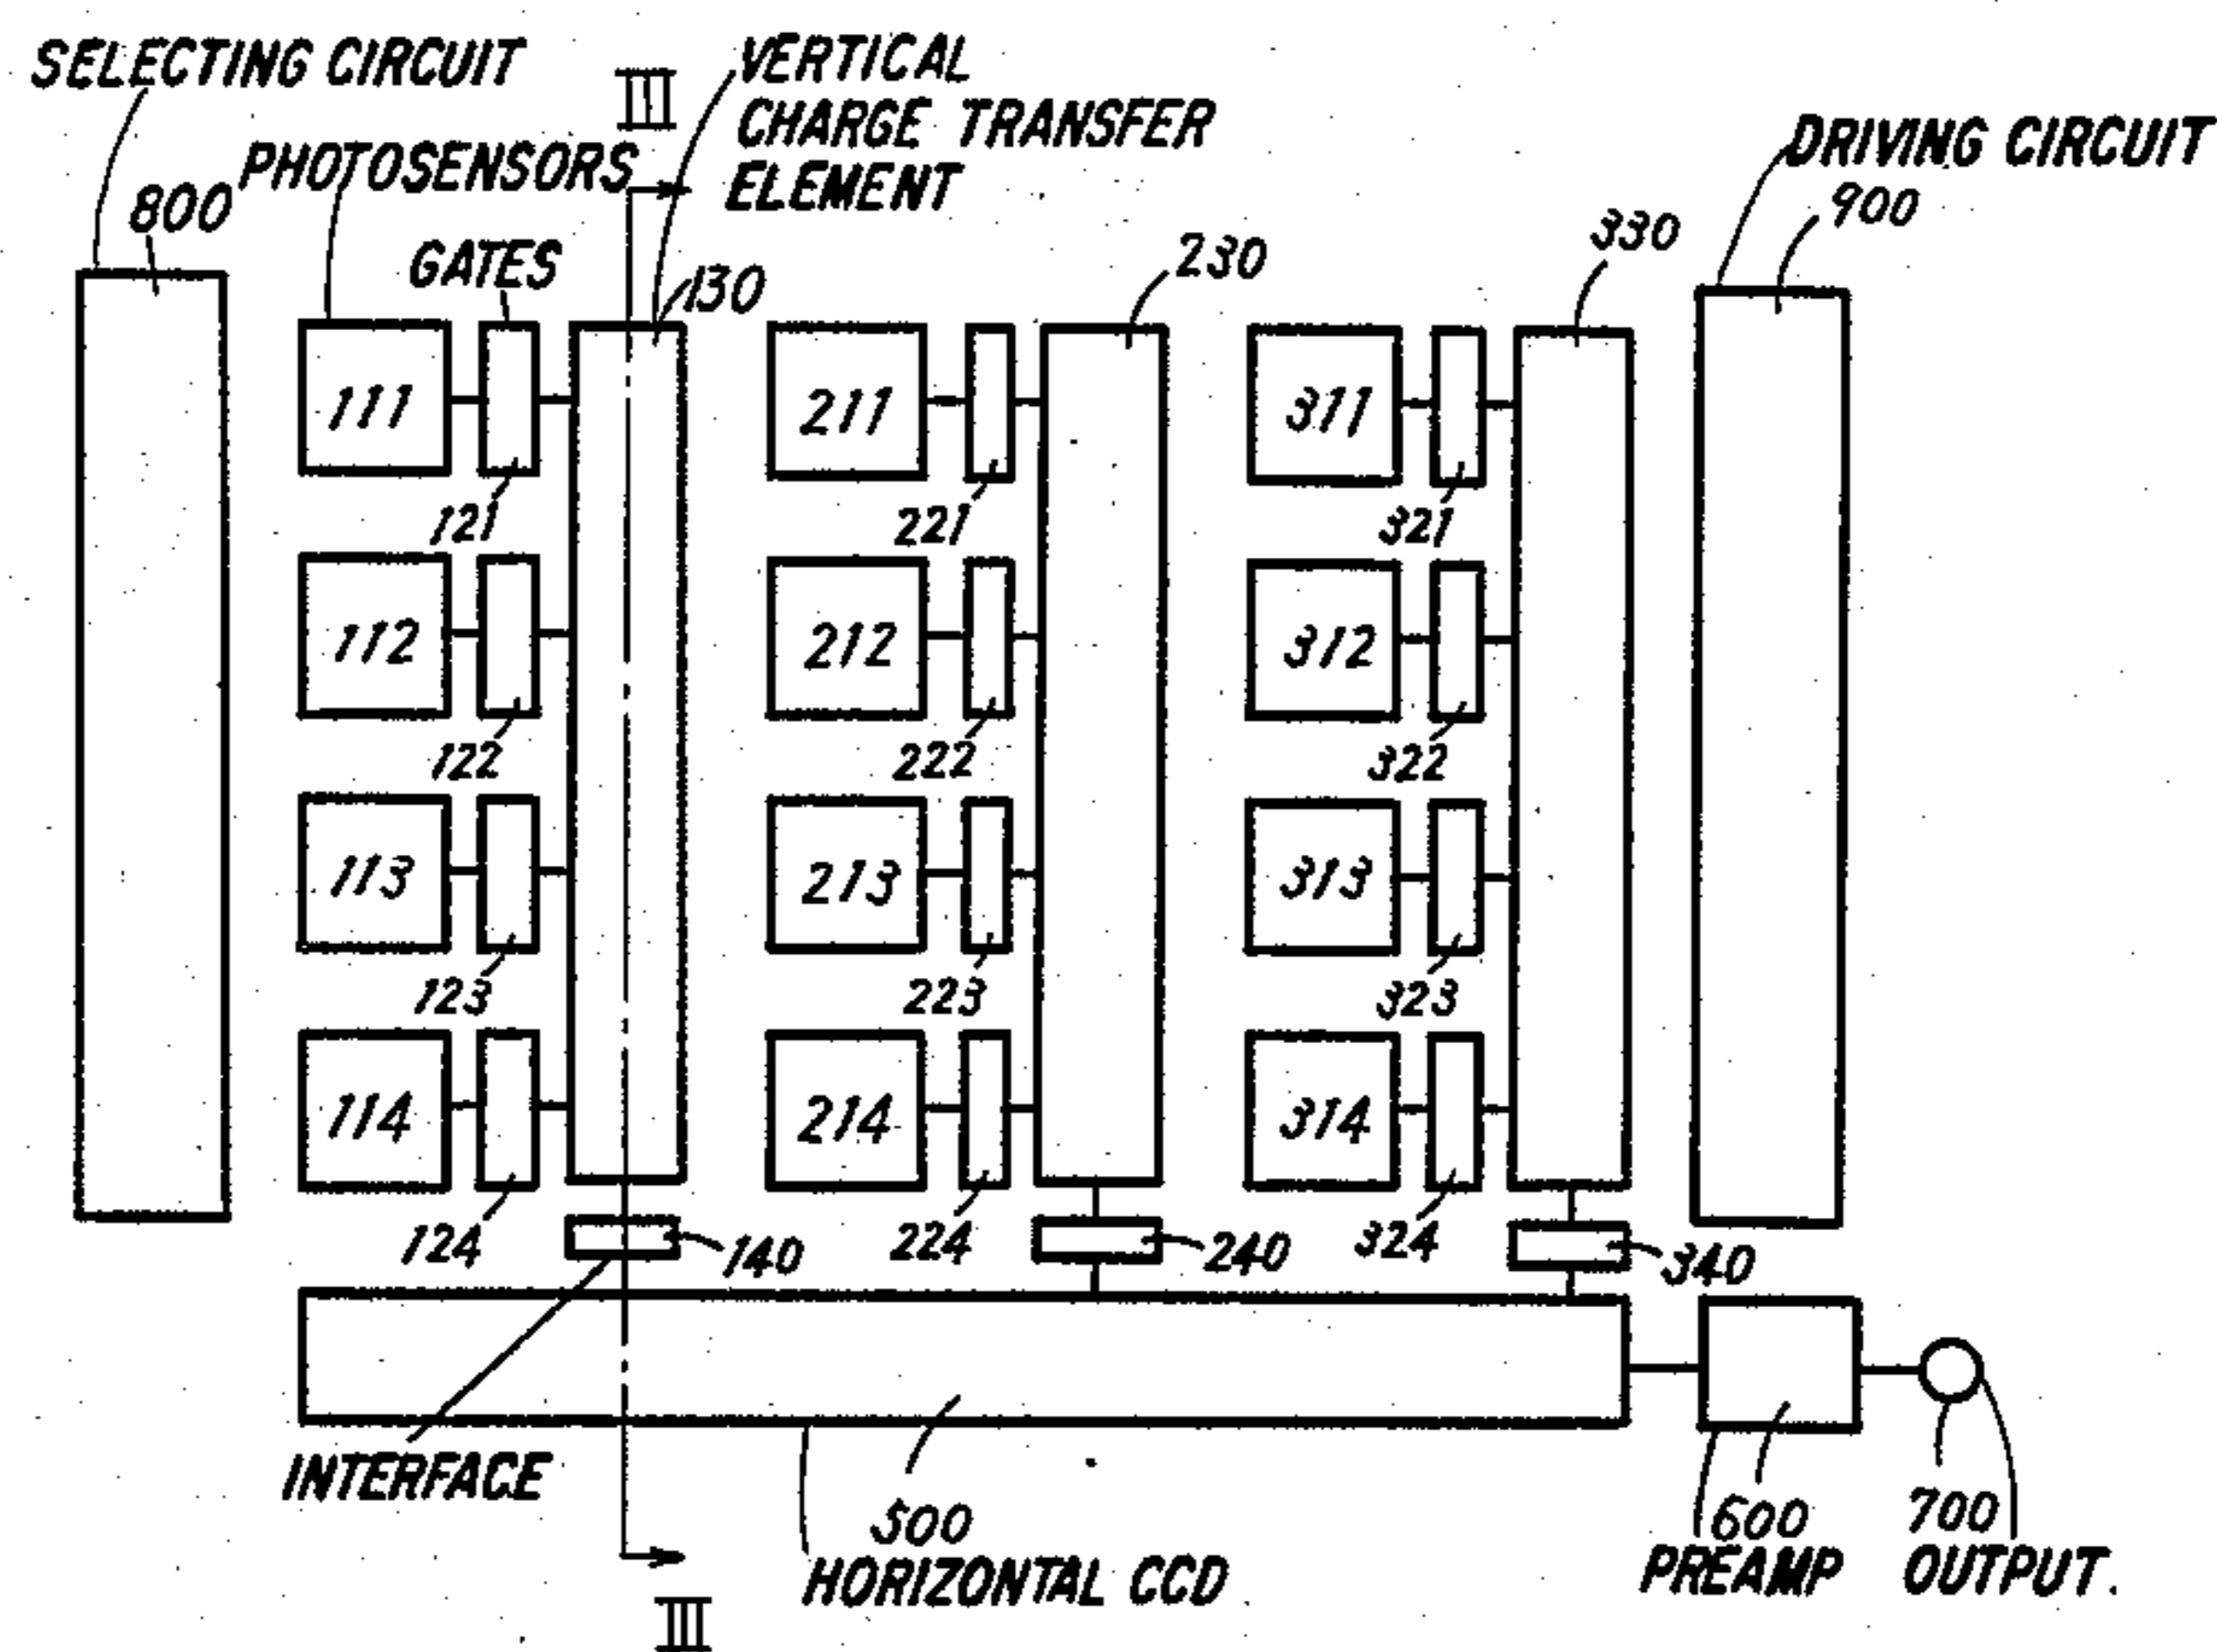 SELECTING CIRCUIT
III
VERTICAL
CHARGE TRANSFER
ELEMENT
DRIVING CIRCUIT
PHOTOSENSORS
800
GATES
130
230
330
900
111
211
311
121
221
321
112
212
312
122
222
322
113
213
313
123
223
323
114
214
314
124
140
224
240
324
340
INTERFACE
500
HORIZONTAL CCD
600
PREAMP
700
OUTPUT.
III